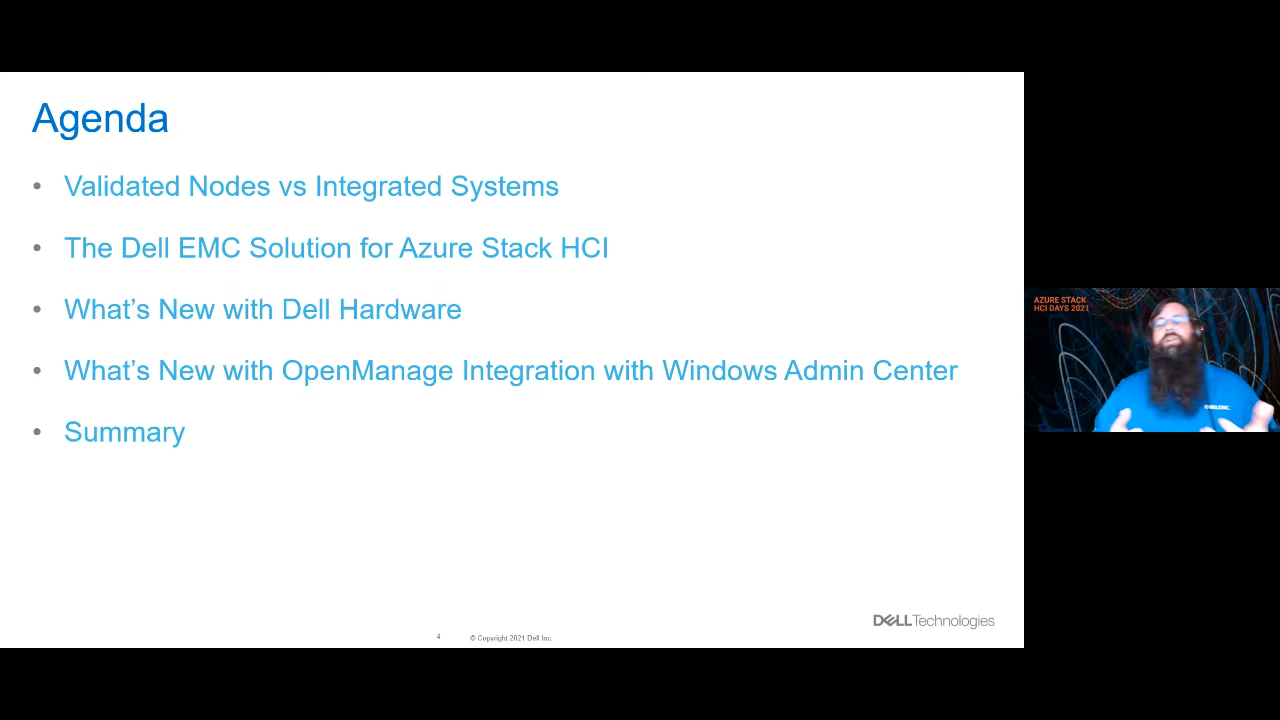 Agenda
• Validated Nodes vs Integrated Systems
• The Dell EMC Solution for Azure Stack HCI
• What's New with Dell Hardware
• What's New with OpenManage Integration with Windows Admin Center
• Summary
AZURE STACK
HCI DAYS 2021
DELL Technologies
4 © Copyright 2021 Dell Inc.